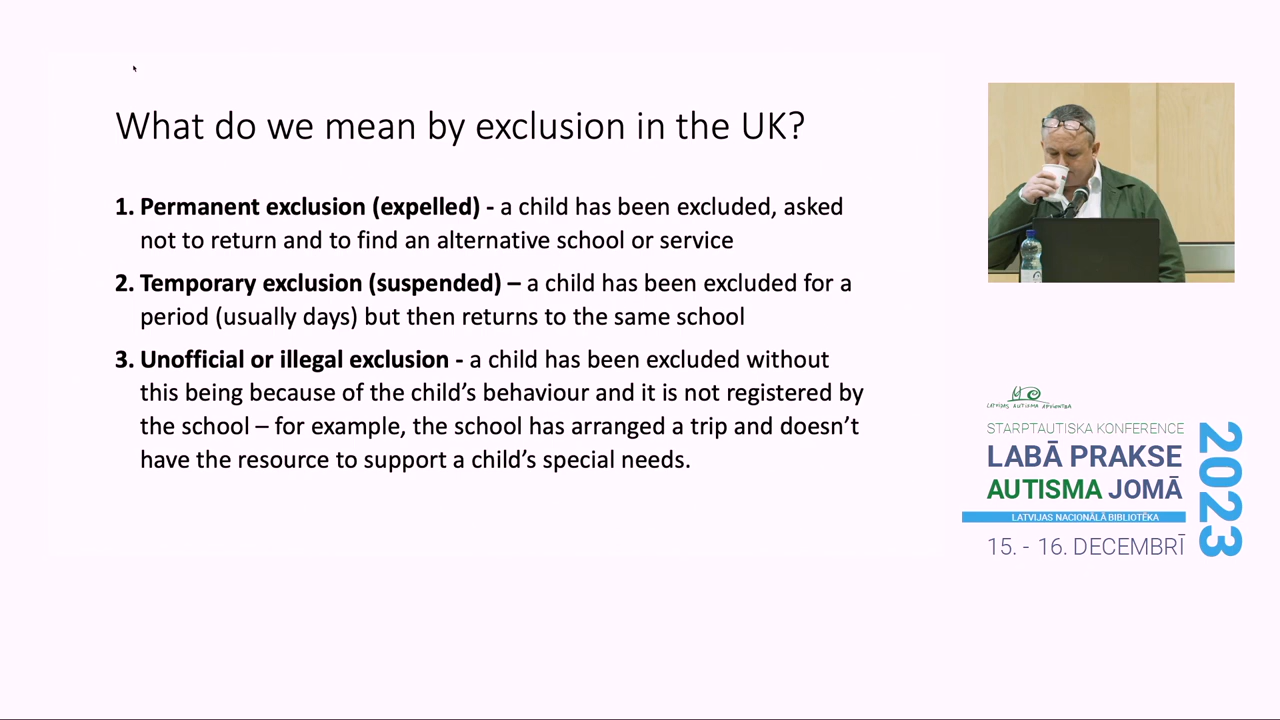 What do we mean by exclusion in the UK?
1. Permanent exclusion (expelled) - a child has been excluded, asked
not to return and to find an alternative school or service
2. Temporary exclusion (suspended) – a child has been excluded for a
period (usually days) but then returns to the same school
3. Unofficial or illegal exclusion - a child has been excluded without
this being because of the child’s behaviour and it is not registered by
the school – for example, the school has arranged a trip and doesn’t
have the resource to support a child’s special needs.
LATVIJAS AUTISMA APVIENĪBA
STARPTAUTISKA KONFERENCE
LABĀ PRAKSE
AUTISMA JOMĀ
LATVIJAS NACIONĀLĀ BIBLIOTĒKA
15. - 16. DECEMBRĪ
2023